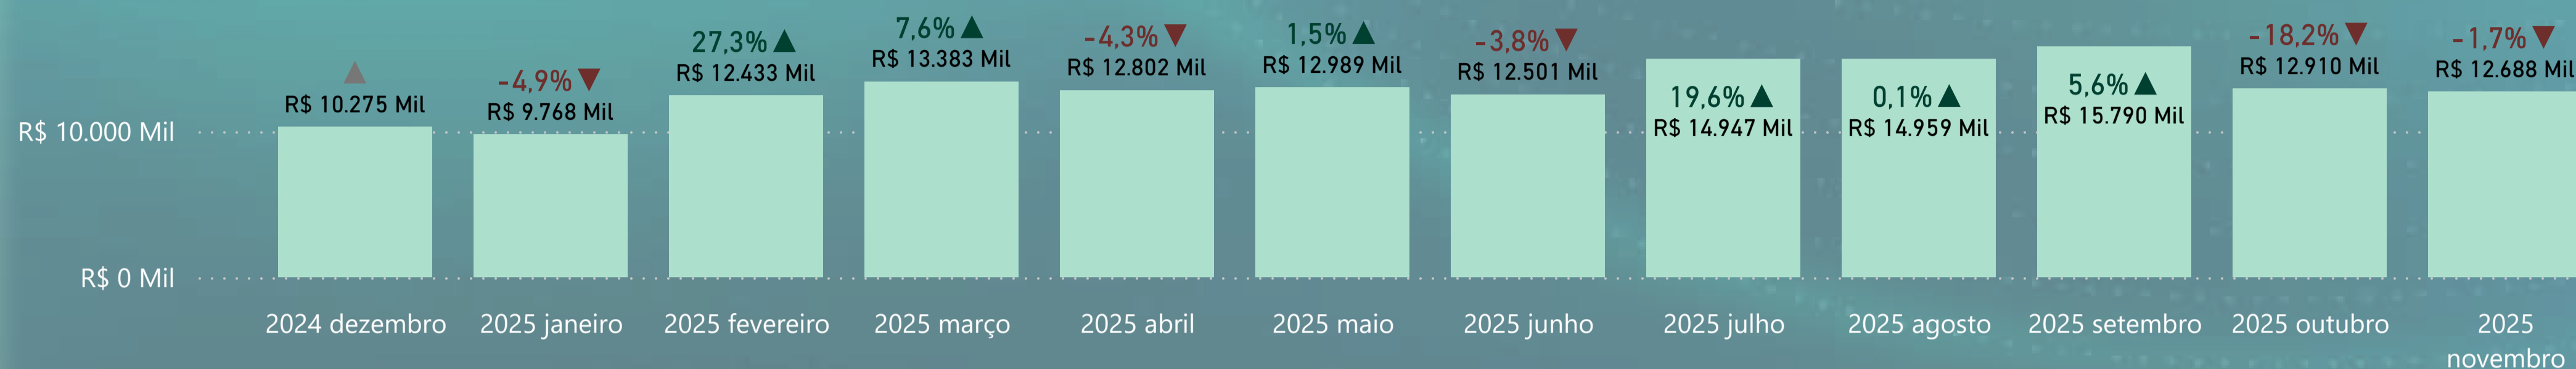 ▲
R$ 10.275 Mil
-4,9% ▼
R$ 9.768 Mil
27,3% ▲
R$ 12.433 Mil
7,6% ▲
R$ 13.383 Mil
-4,3% ▼
R$ 12.802 Mil
1,5% ▲
R$ 12.989 Mil
-3,8% ▼
R$ 12.501 Mil
19,6% ▲
R$ 14.947 Mil
0,1% ▲
R$ 14.959 Mil
5,6% ▲
R$ 15.790 Mil
-18,2% ▼
R$ 12.910 Mil
-1,7% ▼
R$ 12.688 Mil
R$ 10.000 Mil
R$ 0 Mil
2024 dezembro
2025 janeiro
2025 fevereiro
2025 março
2025 abril
2025 maio
2025 junho
2025 julho
2025 agosto
2025 setembro
2025 outubro
2025
novembro